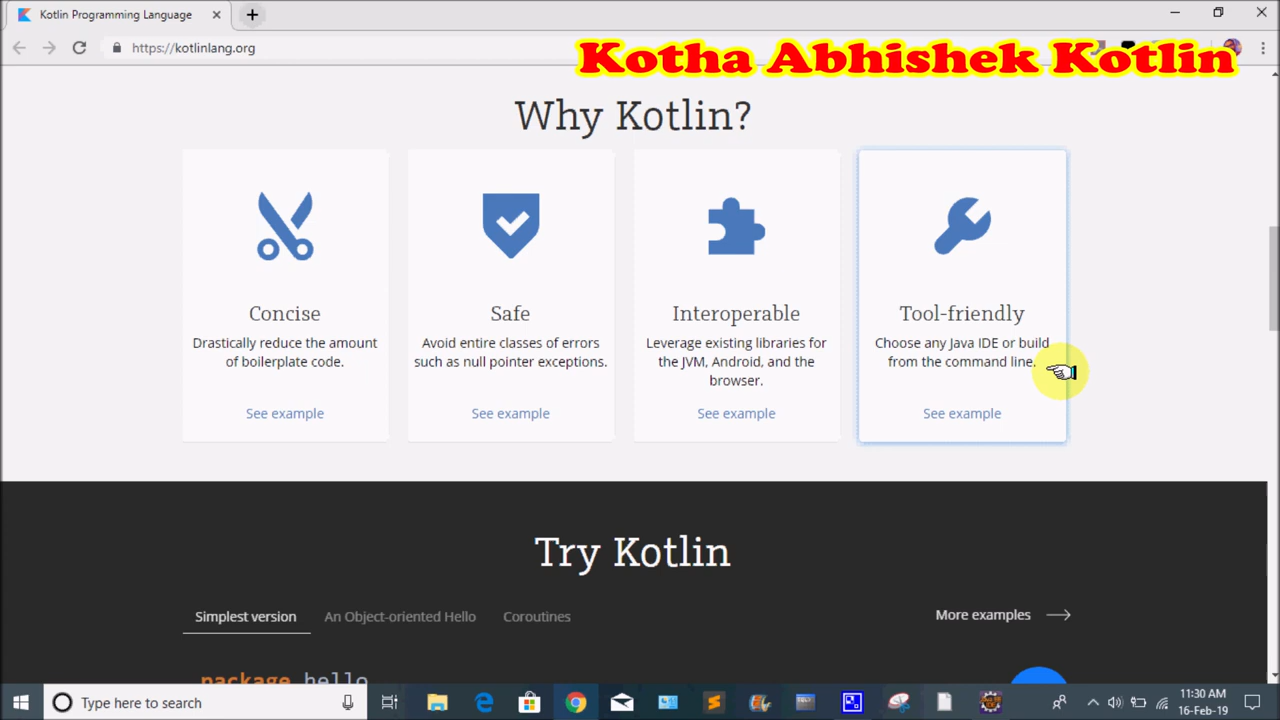 Kotlin Programming Language
https://kotlinlang.org
Kotha Abhishek Kotlin
Why Kotlin?
Concise
Drastically reduce the amount
of boilerplate code.
See example
Safe
Avoid entire classes of errors
such as null pointer exceptions.
See example
Interoperable
Leverage existing libraries for
the JVM, Android, and the
browser.
See example
Tool-friendly
Choose any Java IDE or build
from the command line.
See example
Try Kotlin
Simplest version
An Object-oriented Hello
Coroutines
More examples
package hello
Type here to search
11:30 AM
16-Feb-19